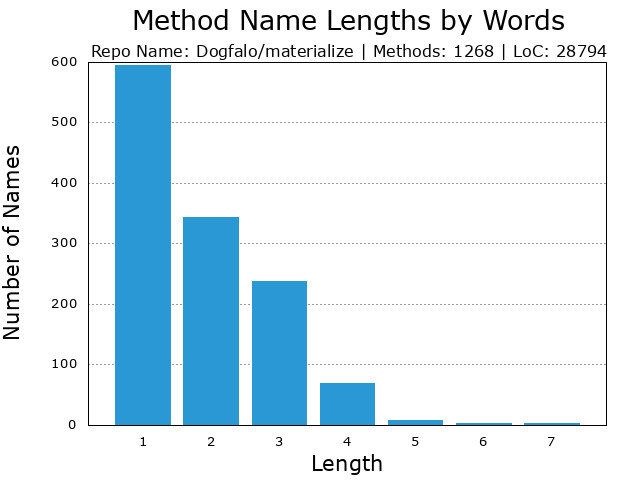 Method Name Lengths by Words
Repo Name: Dogfalo/materialize | Methods: 1268 | LoC: 28794
Number of Names
600
500
400
300
200
100
0
1 2 3 4 5 6 7
Length